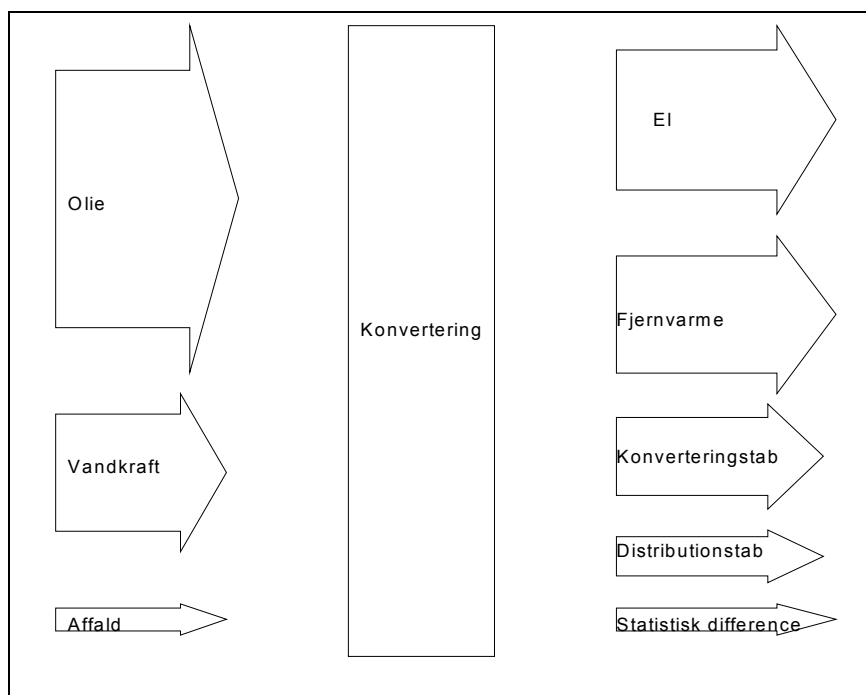 Olie
Vandkraft
Affald
Konvertering
El
Fjernvarme
Konverteringstab
Distributionstab
Statistisk difference